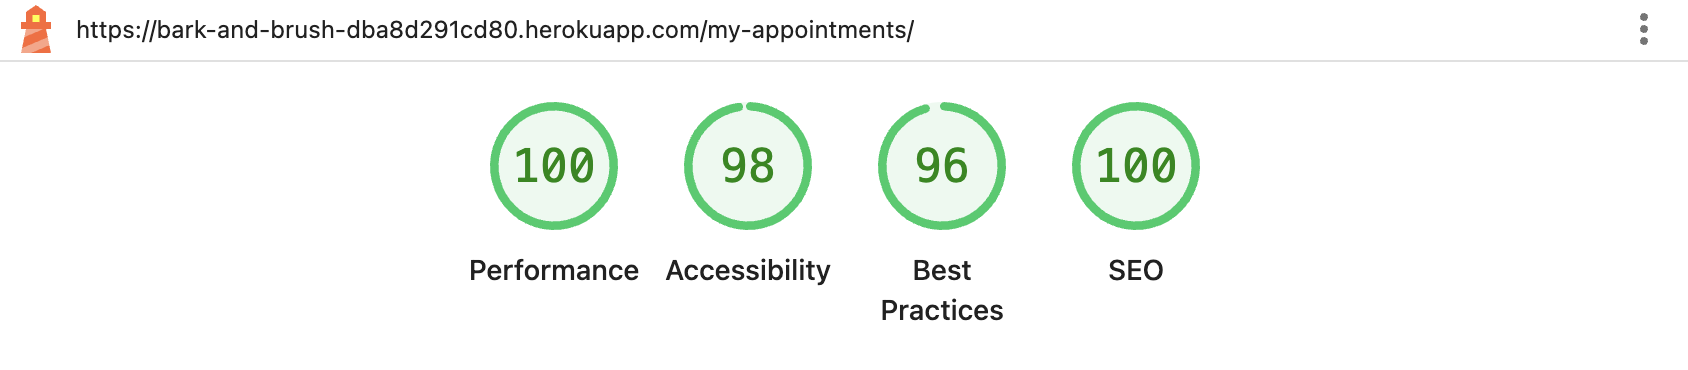 https://bark-and-brush-dba8d291cd80.herokuapp.com/my-appointments/
100
98
96
100
Performance
Accessibility
Best
Practices
SEO